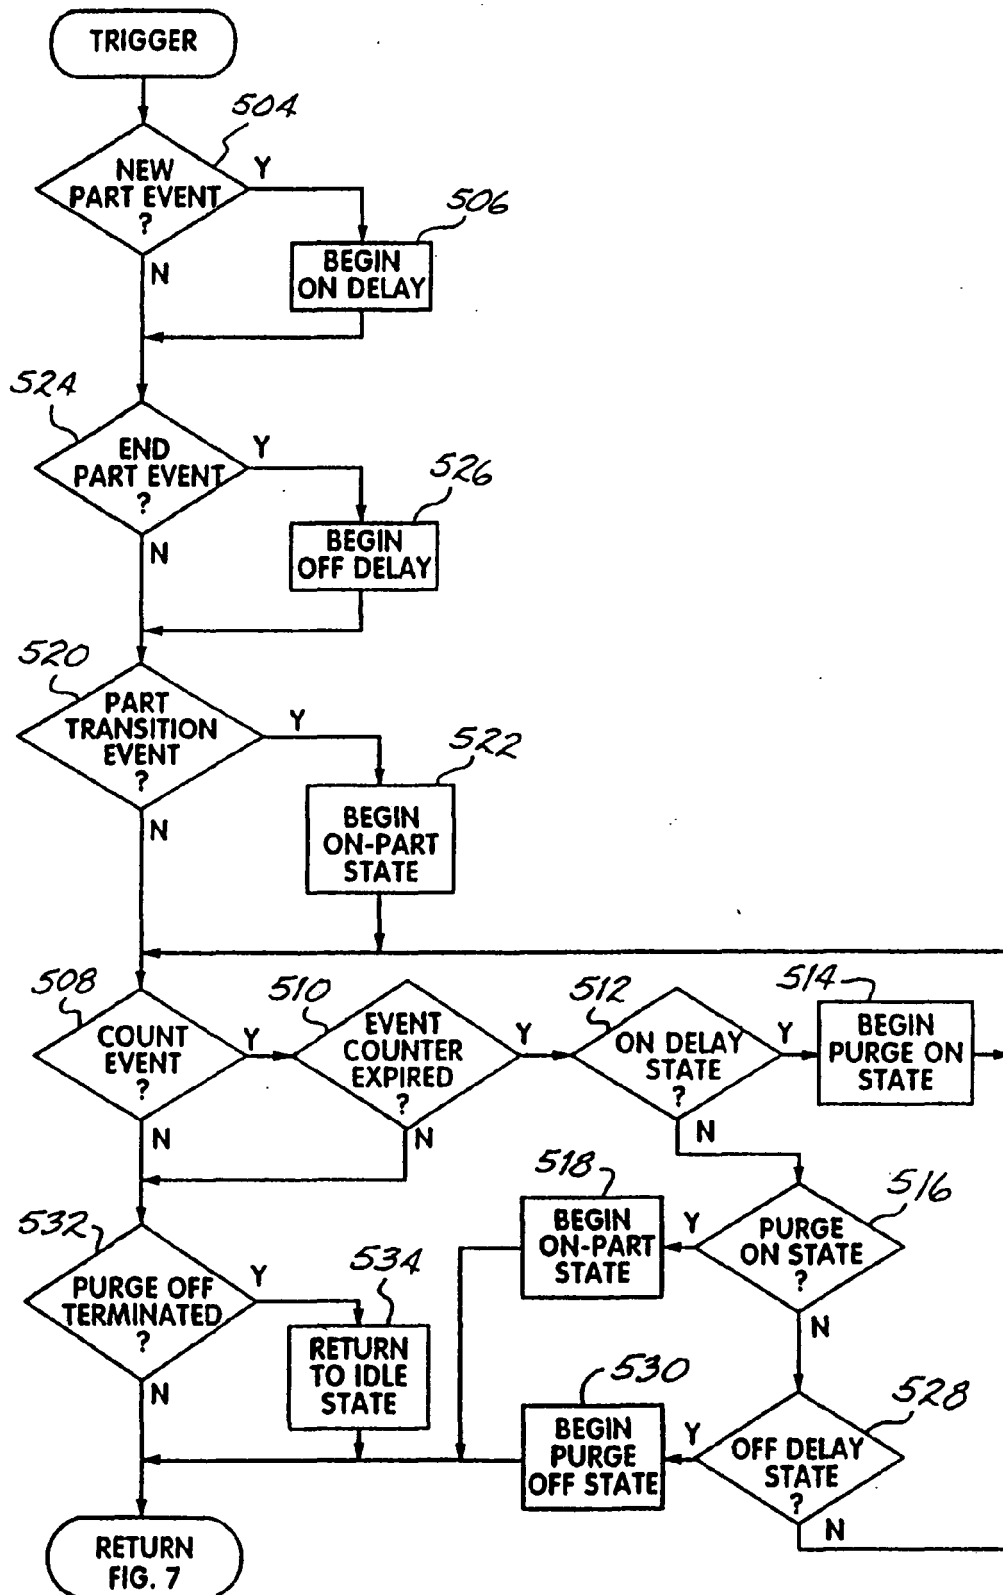 TRIGGER
504
NEW
PART EVENT
?
Y
N
506
BEGIN
ON DELAY
524
END
PART EVENT
?
Y
N
526
BEGIN
OFF DELAY
520
PART
TRANSITION
EVENT
?
Y
N
522
BEGIN
ON-PART
STATE
508
COUNT
EVENT
?
Y
N
510
EVENT
COUNTER
EXPIRED
?
Y
N
512
ON DELAY
STATE
?
Y
N
514
BEGIN
PURGE ON
STATE
516
PURGE
ON STATE
?
Y
N
518
BEGIN
ON-PART
STATE
532
PURGE OFF
TERMINATED
?
Y
N
534
RETURN
TO IDLE
STATE
530
BEGIN
PURGE
OFF STATE
528
OFF DELAY
STATE
?
Y
N
RETURN
FIG. 7